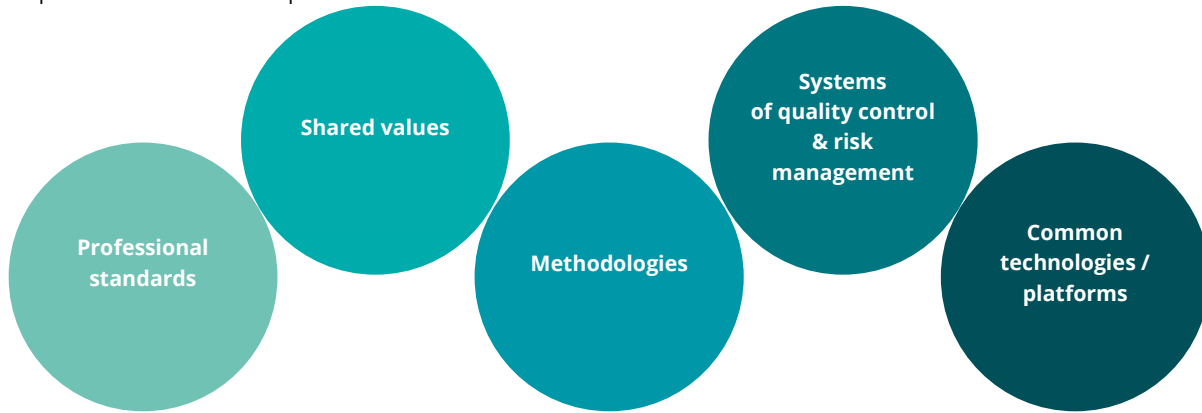 Professional
standards
Shared values
Methodologies
Systems
of quality control
& risk
management
Common
technologies /
platforms